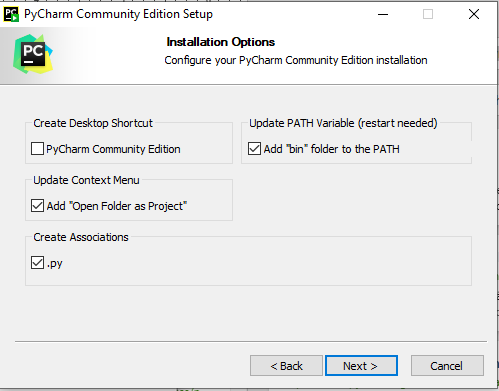 PyCharm Community Edition Setup
PC
Installation Options
Configure your PyCharm Community Edition installation
Create Desktop Shortcut
PyCharm Community Edition
Update PATH Variable (restart needed)
Add "bin" folder to the PATH
Update Context Menu
Add "Open Folder as Project"
Create Associations
.py
< Back
Next >
Cancel